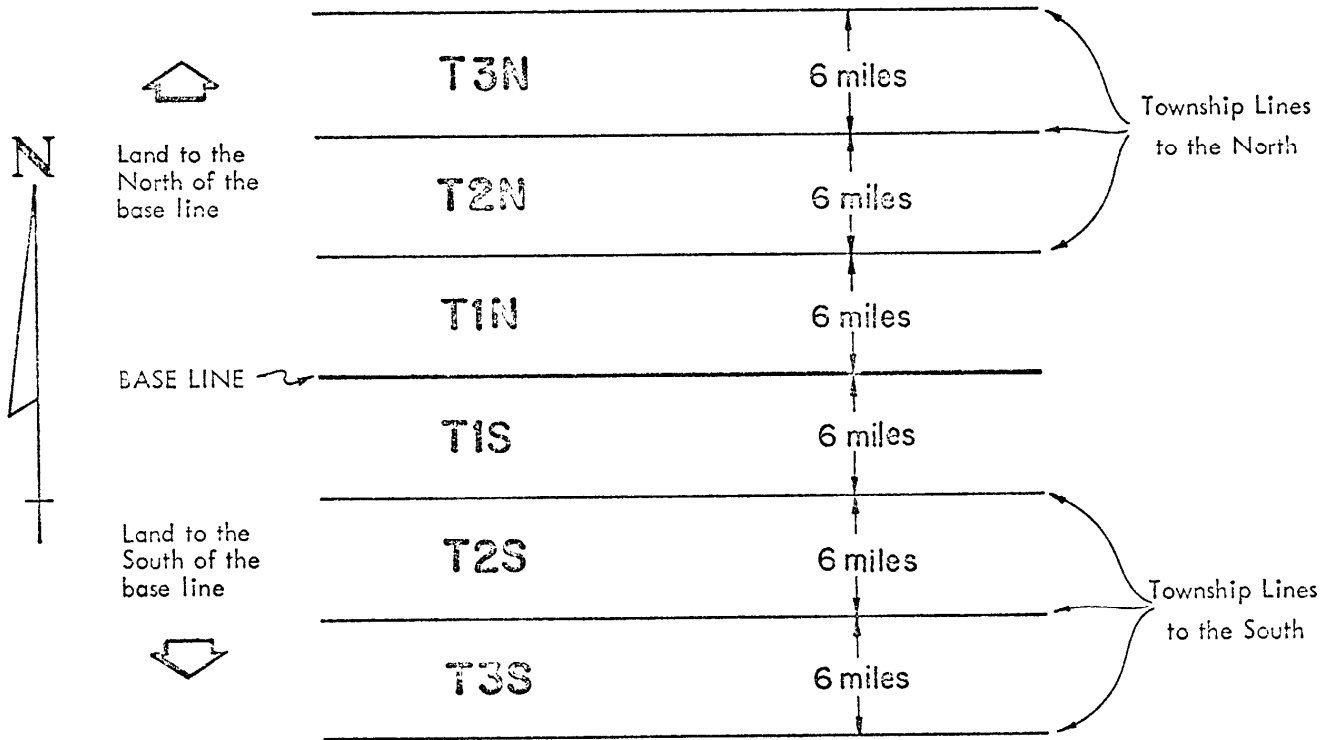 T3N
6 miles
Township Lines
to the North
N
Land to the
North of the
base line
T2N
6 miles
T1N
6 miles
BASE LINE
T1S
6 miles
Land to the
South of the
base line
T2S
6 miles
Township Lines
to the South
T3S
6 miles